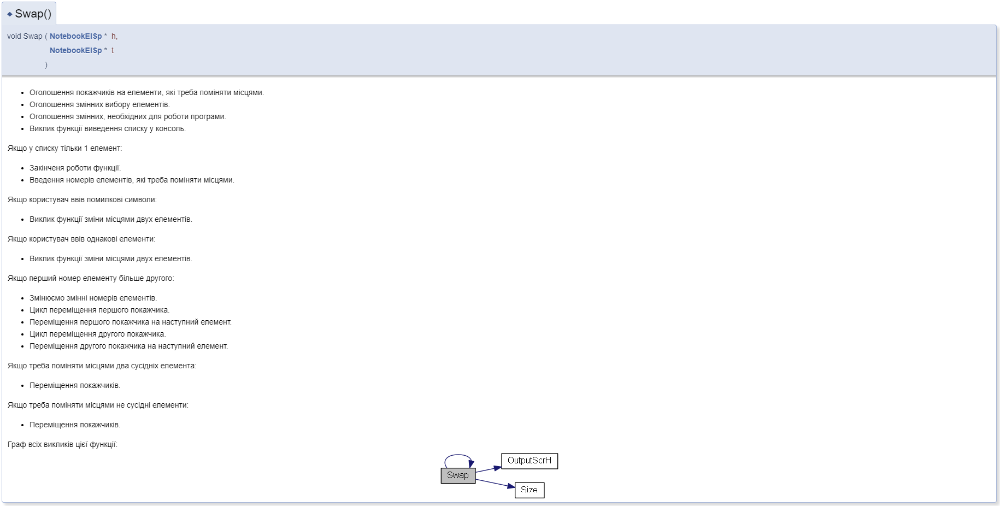 Swap()
void Swap ( NotebookElSp * h,
NotebookElSp * t
)
Оголошення покажчиків на елементи, які треба поміняти місцями.
Оголошення змінних вибору елементів.
Оголошення змінних, необхідних для роботи програми.
Виклик функції виведення списку у консоль.
Якщо у списку тільки 1 елемент:
Закінченя роботи функції.
Введення номерів елементів, які треба поміняти місцями.
Якщо користувач ввів помилкові символи:
Виклик функції зміни місцями двух елементів.
Якщо користувач ввів однакові елементи:
Виклик функції зміни місцями двух елементів.
Якщо перший номер елементу більше другого:
Змінюємо змінні номерів елементів.
Цикл переміщення першого покажчика.
Переміщення першого покажчика на наступний елемент.
Цикл переміщення другого покажчика.
Переміщення другого покажчика на наступний елемент.
Якщо треба поміняти місцями два сусідніх елемента:
Переміщення покажчиків.
Якщо треба поміняти місцями не сусідні елементи:
Переміщення покажчиків.
Граф всіх викликів цієї функції:
OutputScrH
Swap
Size